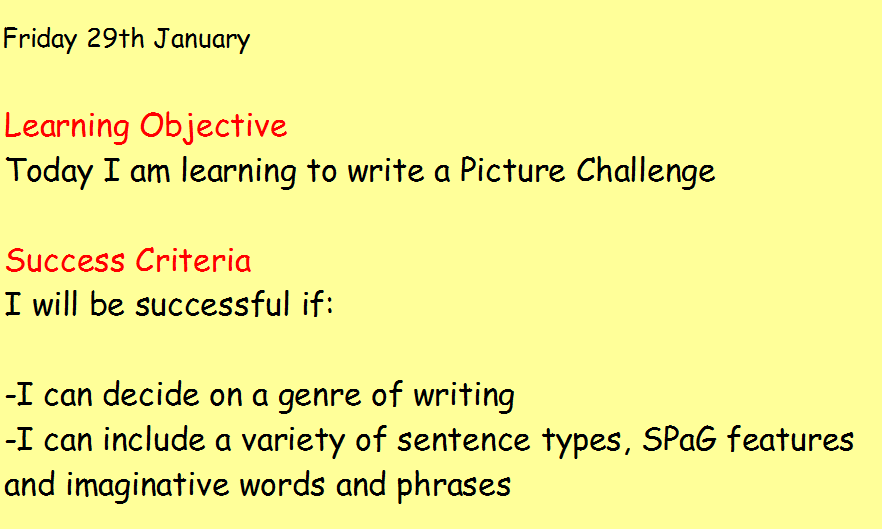 Friday 29th January
Learning Objective
Today I am learning to write a Picture Challenge
Success Criteria
I will be successful if:
-I can decide on a genre of writing
-I can include a variety of sentence types, SPaG features
and imaginative words and phrases